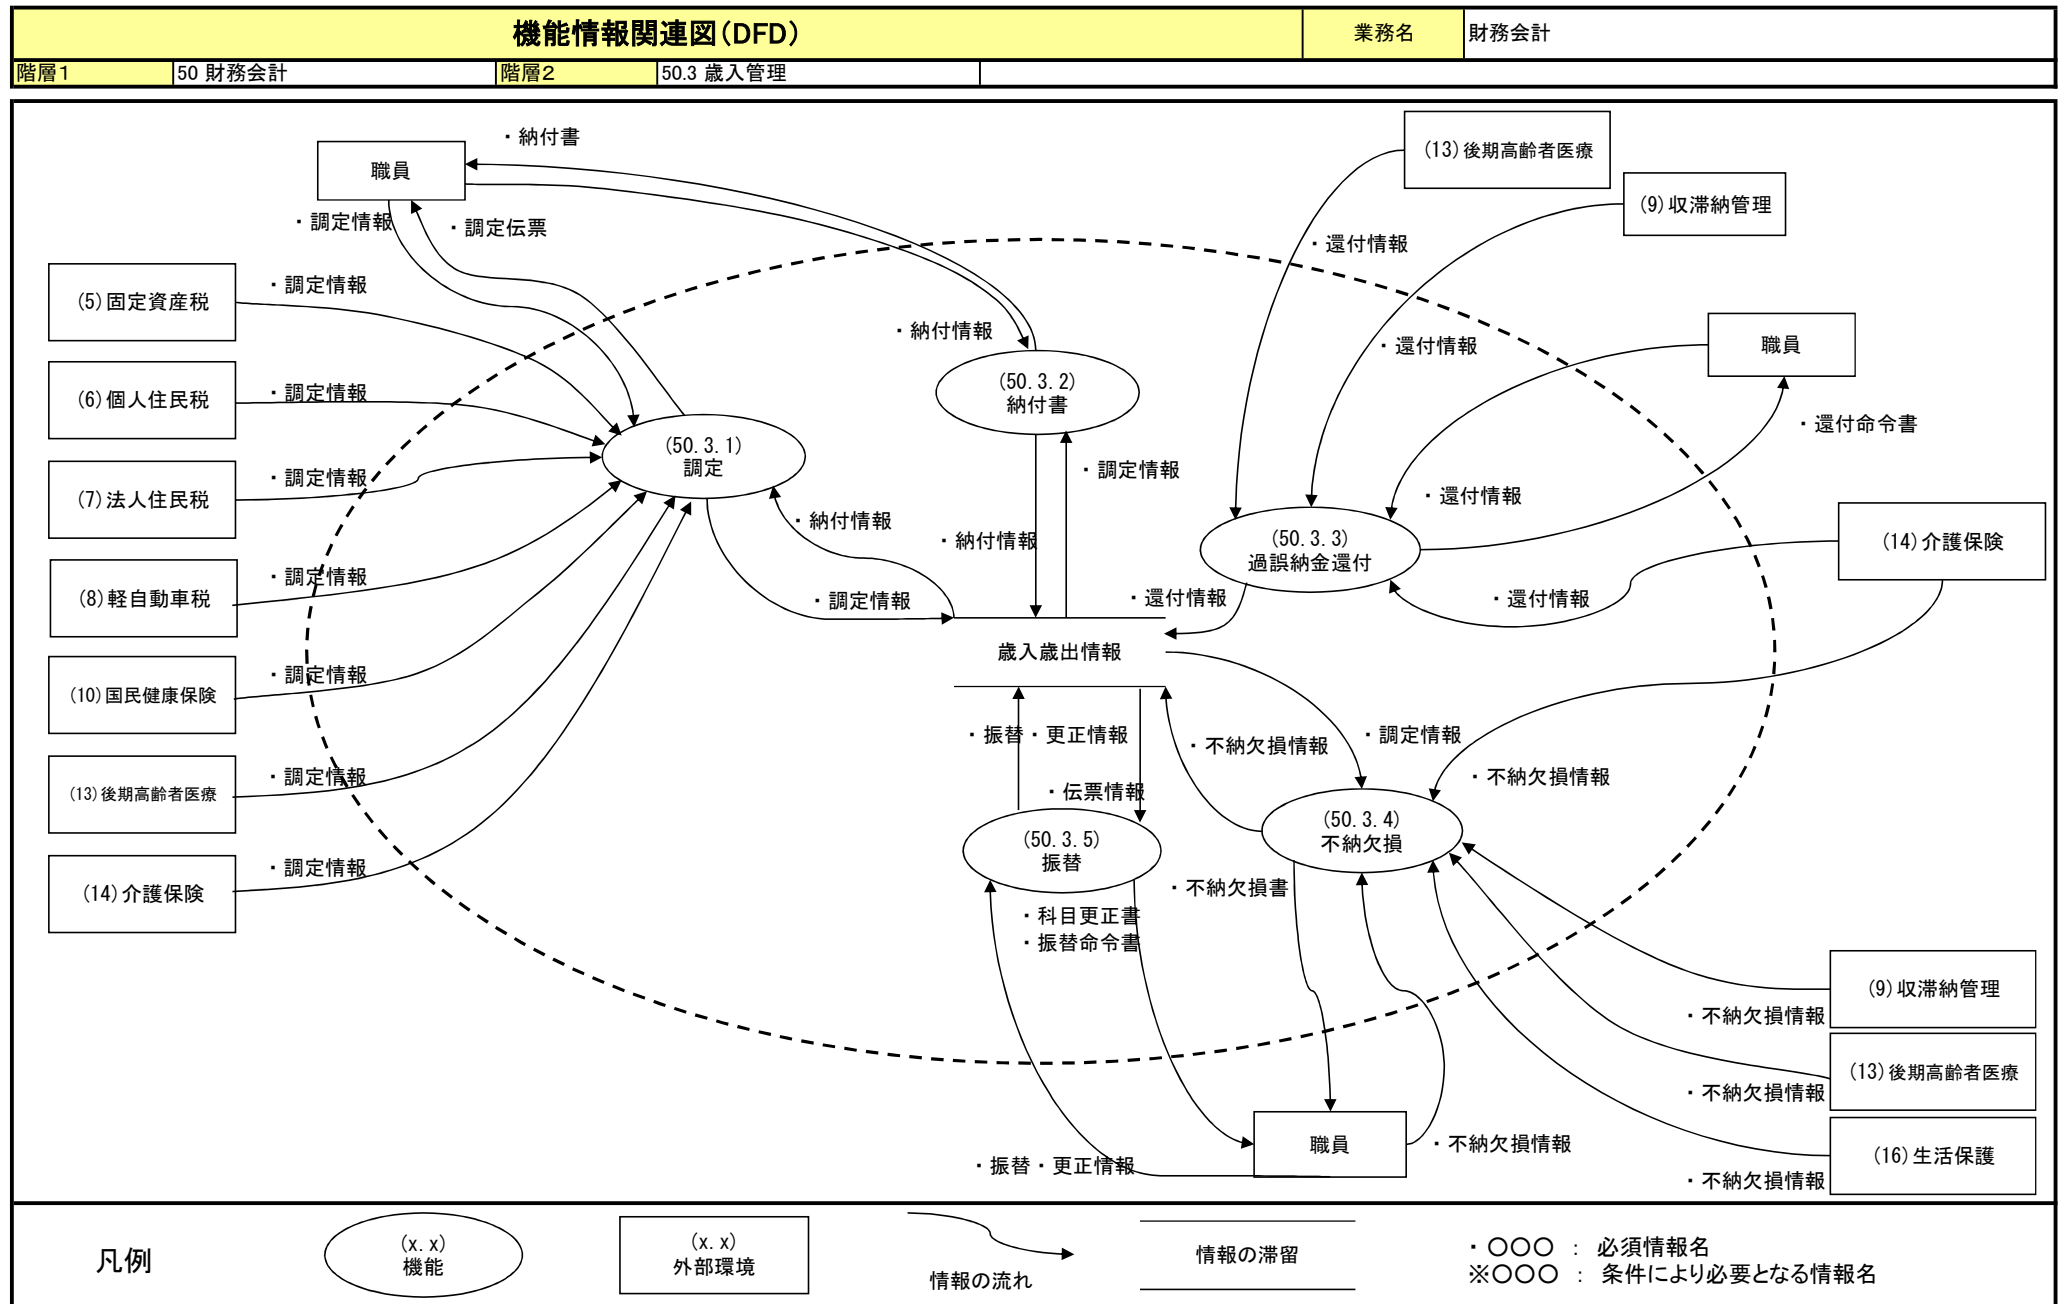 機能情報関連図(DFD)
業務名
財務会計
階層1
50 財務会計
階層2
50.3 歳入管理
・納付書
職員
・調定情報
・調定伝票
(13)後期高齢者医療
(9)収滞納管理
・還付情報
(5)固定資産税
・調定情報
・納付情報
・還付情報
職員
(6)個人住民税
・調定情報
(50.3.2)
納付書
・還付命令書
(50.3.1)
調定
(7)法人住民税
・調定情報
・調定情報
・還付情報
・納付情報
・納付情報
(50.3.3)
過誤納金還付
(14)介護保険
(8)軽自動車税
・調定情報
・調定情報
・還付情報
・還付情報
歳入歳出情報
(10)国民健康保険
・調定情報
・振替・更正情報
・不納欠損情報
・調定情報
・不納欠損情報
(13)後期高齢者医療
・調定情報
・伝票情報
(50.3.4)
不納欠損
(50.3.5)
振替
(14)介護保険
・調定情報
・不納欠損書
・科目更正書
・振替命令書
(9)収滞納管理
・不納欠損情報
(13)後期高齢者医療
・不納欠損情報
職員
・不納欠損情報
・振替・更正情報
(16)生活保護
・不納欠損情報
凡例
(x.x)
機能
(x.x)
外部環境
情報の流れ
情報の滞留
・〇〇〇 : 必須情報名
※〇〇〇 : 条件により必要となる情報名